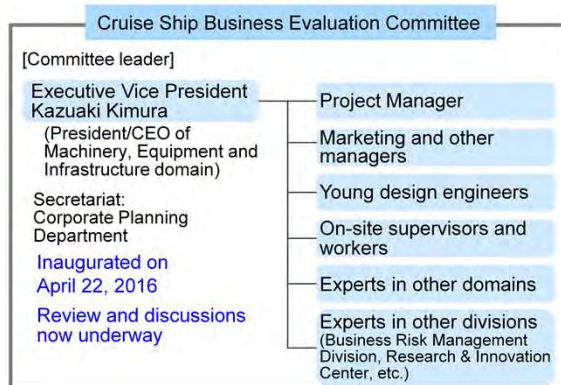 Cruise Ship Business Evaluation Committee
[Committee leader]
Executive Vice President
Kazuaki Kimura
(President/CEO of
Machinery, Equipment and
Infrastructure domain)
Secretariat:
Corporate Planning
Department
Inaugurated on
April 22, 2016
Review and discussions
now underway
Project Manager
Marketing and other
managers
Young design engineers
On-site supervisors and
workers
Experts in other domains
Experts in other divisions
(Business Risk Management
Division, Research & Innovation
Center, etc.)